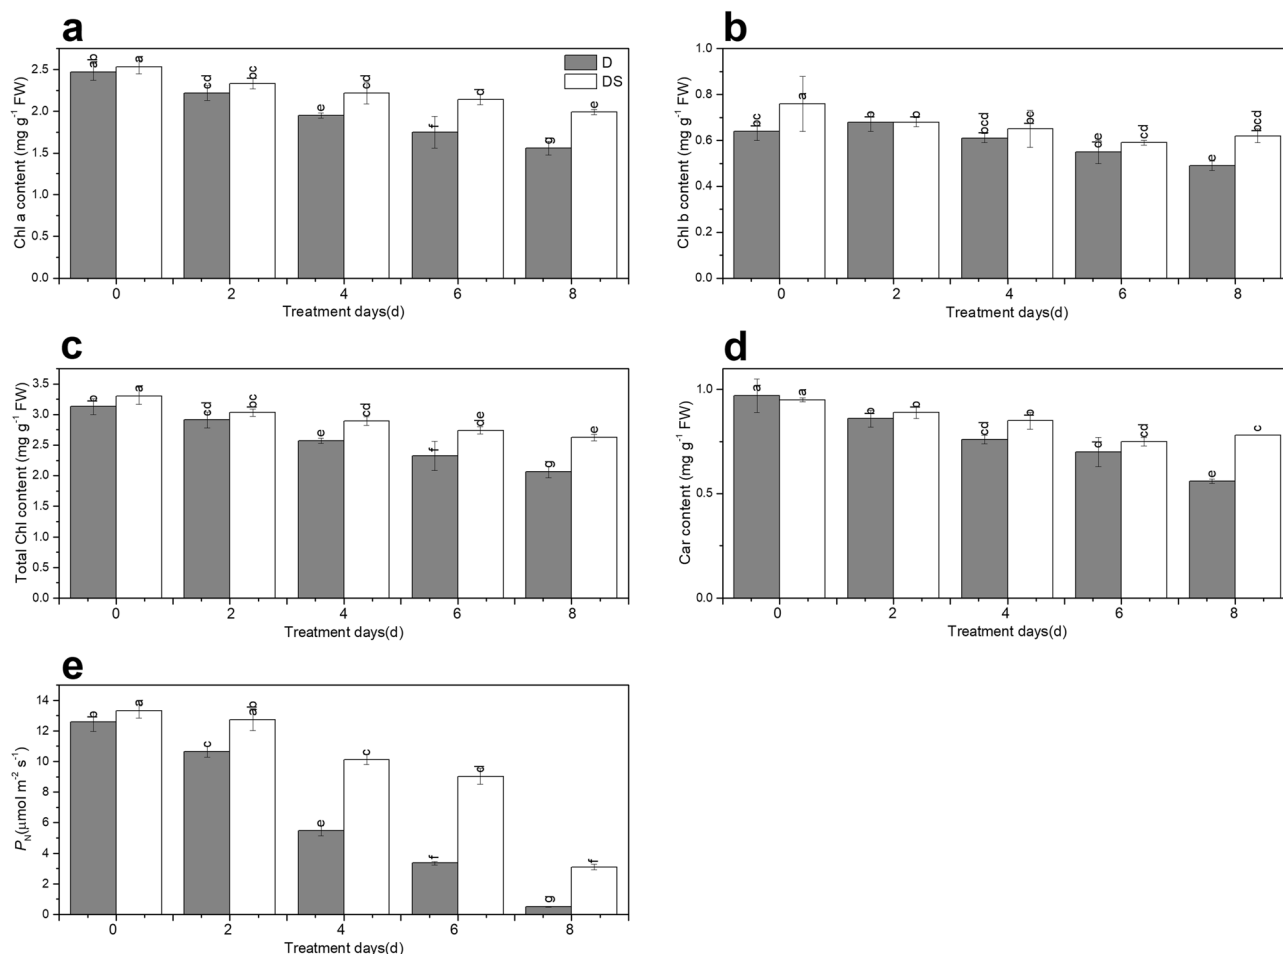 a
Chl a content (mg g⁻¹ FW)
2.5
2.0
1.5
1.0
0.5
0.0
ab a cd bc e cd f d g e
D
DS
0 2 4 6 8
Treatment days(d)
b
Chl b content (mg g⁻¹ FW)
1.0
0.8
0.6
0.4
0.2
0.0
bc a b b bcd de cd e bcd
0 2 4 6 8
Treatment days(d)
c
Total Chl content (mg g⁻¹ FW)
3.5
3.0
2.5
2.0
1.5
1.0
0.5
0.0
b a cd bc e cd f de g e
0 2 4 6 8
Treatment days(d)
d
Car content (mg g⁻¹ FW)
1.0
0.5
0.0
a a b cd d cd e c
0 2 4 6 8
Treatment days(d)
e
P_N(μmol m⁻² s⁻¹)
14
12
10
8
6
4
2
0
b a c ab e c f d g f
0 2 4 6 8
Treatment days(d)